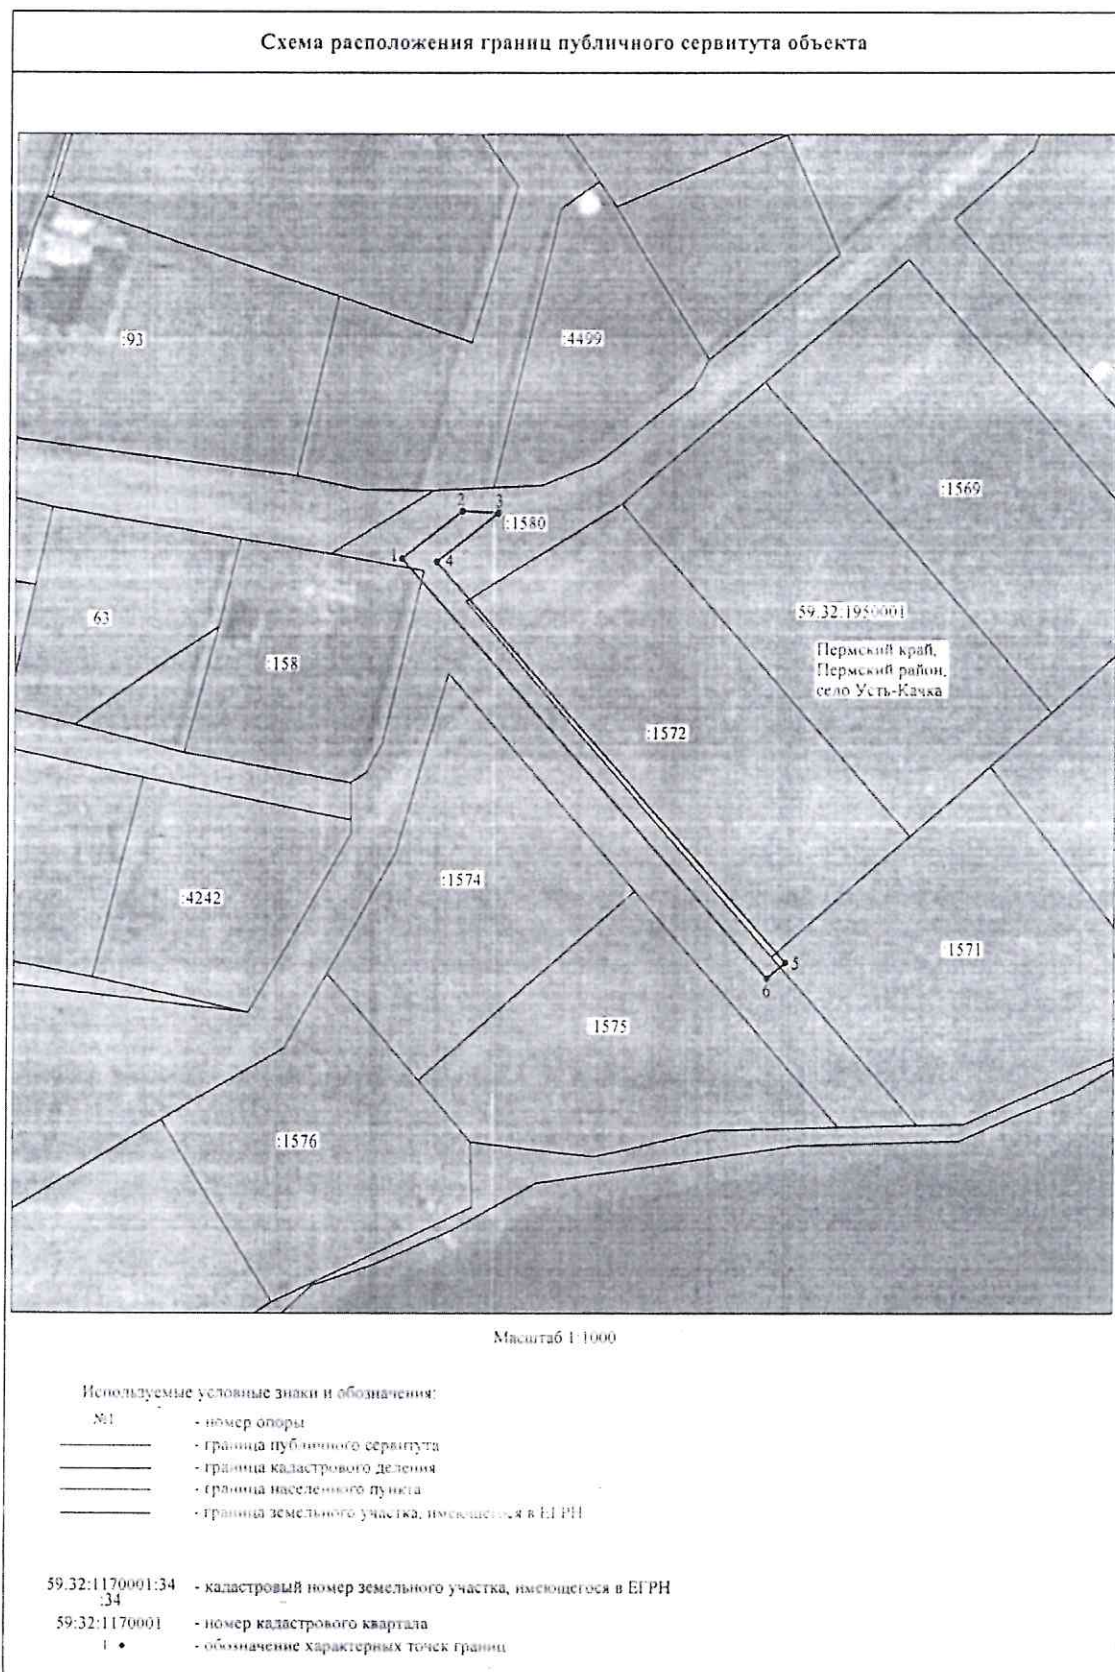 Схема расположения границ публичного сервитута объекта
:93
:4499
2
3
:1580
1
4
:1569
63
:158
59.32:1950001
Пермский край,
Пермский район,
село Усть-Качка
:1572
:1574
:4242
:1571
5
6
:1575
:1576
Масштаб 1:1000
Используемые условные знаки и обозначения:
№1 - номер опоры
- граница публичного сервитута
- граница кадастрового деления
- граница населенного пункта
- граница земельного участка, имеющегося в ЕГРН
59.32:1170001:34 - кадастровый номер земельного участка, имеющегося в ЕГРН
:34
59:32:1170001 - номер кадастрового квартала
1 • - обозначение характерных точек границ